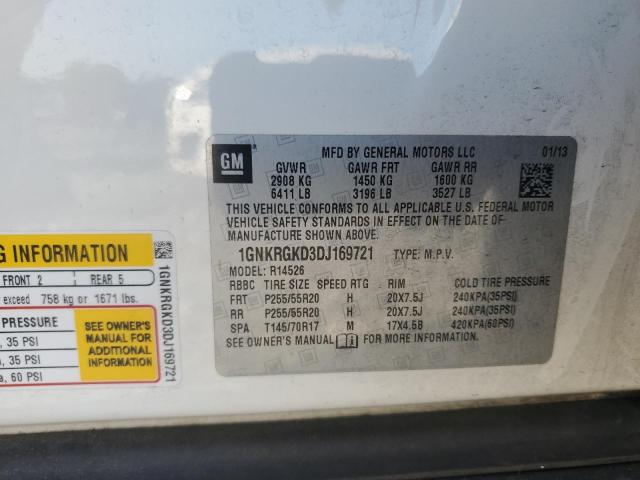 GM
MFD BY GENERAL MOTORS LLC 01/13
GVWR GAWR FRT GAWR RR
2908 KG 1450 KG 1600 KG
6411 LB 3196 LB 3527 LB
THIS VEHICLE CONFORMS TO ALL APPLICABLE U.S. FEDERAL MOTOR
VEHICLE SAFETY STANDARDS IN EFFECT ON THE DATE OF
MANUFACTURE SHOWN ABOVE.
1GNKRGKD3DJ169721 TYPE: M.P.V.
MODEL: R14526
RBBC TIRE SIZE SPEED RTG RIM COLD TIRE PRESSURE
FRT P255/55R20 H 20X7.5J 240KPA(35PSI)
RR P255/55R20 H 20X7.5J 240KPA(35PSI)
SPA T145/70R17 M 17X4.5B 420KPA(60PSI)
SEE OWNER'S MANUAL FOR MORE INFORMATION
G INFORMATION
FRONT 2 REAR 5
exceed 758 kg or 1671 lbs.
PRESSURE
, 35 PSI
, 35 PSI
a, 60 PSI
SEE OWNER'S
MANUAL FOR
ADDITIONAL
INFORMATION
1GNKRGKD3DJ169721